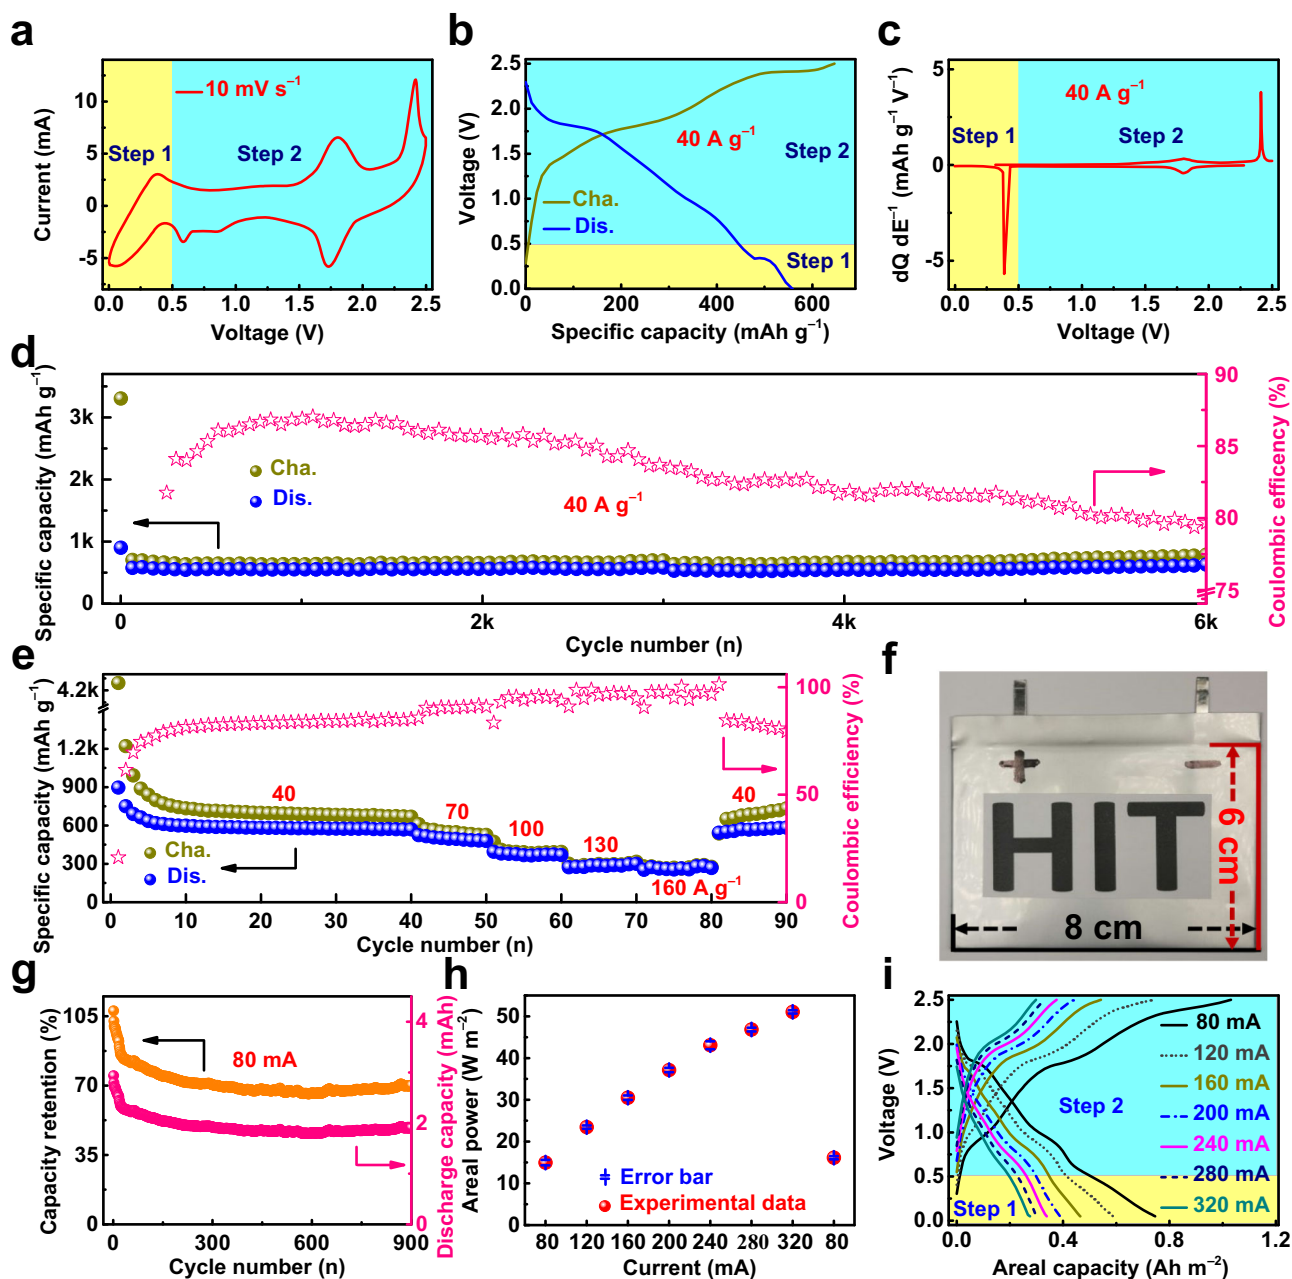 a
Current (mA)
10
5
0
-5
10 mV s⁻¹
Step 1
Step 2
0.0 0.5 1.0 1.5 2.0 2.5
Voltage (V)
b
Voltage (V)
2.5
2.0
1.5
1.0
0.5
0.0
40 A g⁻¹
Step 2
Cha.
Dis.
Step 1
0 200 400 600
Specific capacity (mAh g⁻¹)
c
dQ dE⁻¹ (mAh g⁻¹ V⁻¹)
5
0
-5
40 A g⁻¹
Step 1
Step 2
0.0 0.5 1.0 1.5 2.0 2.5
Voltage (V)
d
Specific capacity (mAh g⁻¹)
3k
2k
1k
0
Cha.
Dis.
40 A g⁻¹
90
85
80
75
Coulombic efficency (%)
0 2k 4k 6k
Cycle number (n)
e
Specific capacity (mAh g⁻¹)
4.2k
1.2k
900
600
300
0
40
70
100
130
160 A g⁻¹
40
Cha.
Dis.
100
50
0
Coulombic efficiency (%)
0 10 20 30 40 50 60 70 80 90
Cycle number (n)
f
HIT
6 cm
8 cm
g
Capacity retention (%)
105
70
35
0
80 mA
4
2
0
Discharge capacity (mAh)
0 300 600 900
Cycle number (n)
h
Areal power (W m⁻²)
50
40
30
20
10
0
Error bar
Experimental data
80 120 160 200 240 280 320 80
Current (mA)
i
Voltage (V)
2.5
2.0
1.5
1.0
0.5
0.0
80 mA
120 mA
160 mA
200 mA
240 mA
280 mA
320 mA
Step 2
Step 1
0.0 0.4 0.8 1.2
Areal capacity (Ah m⁻²)